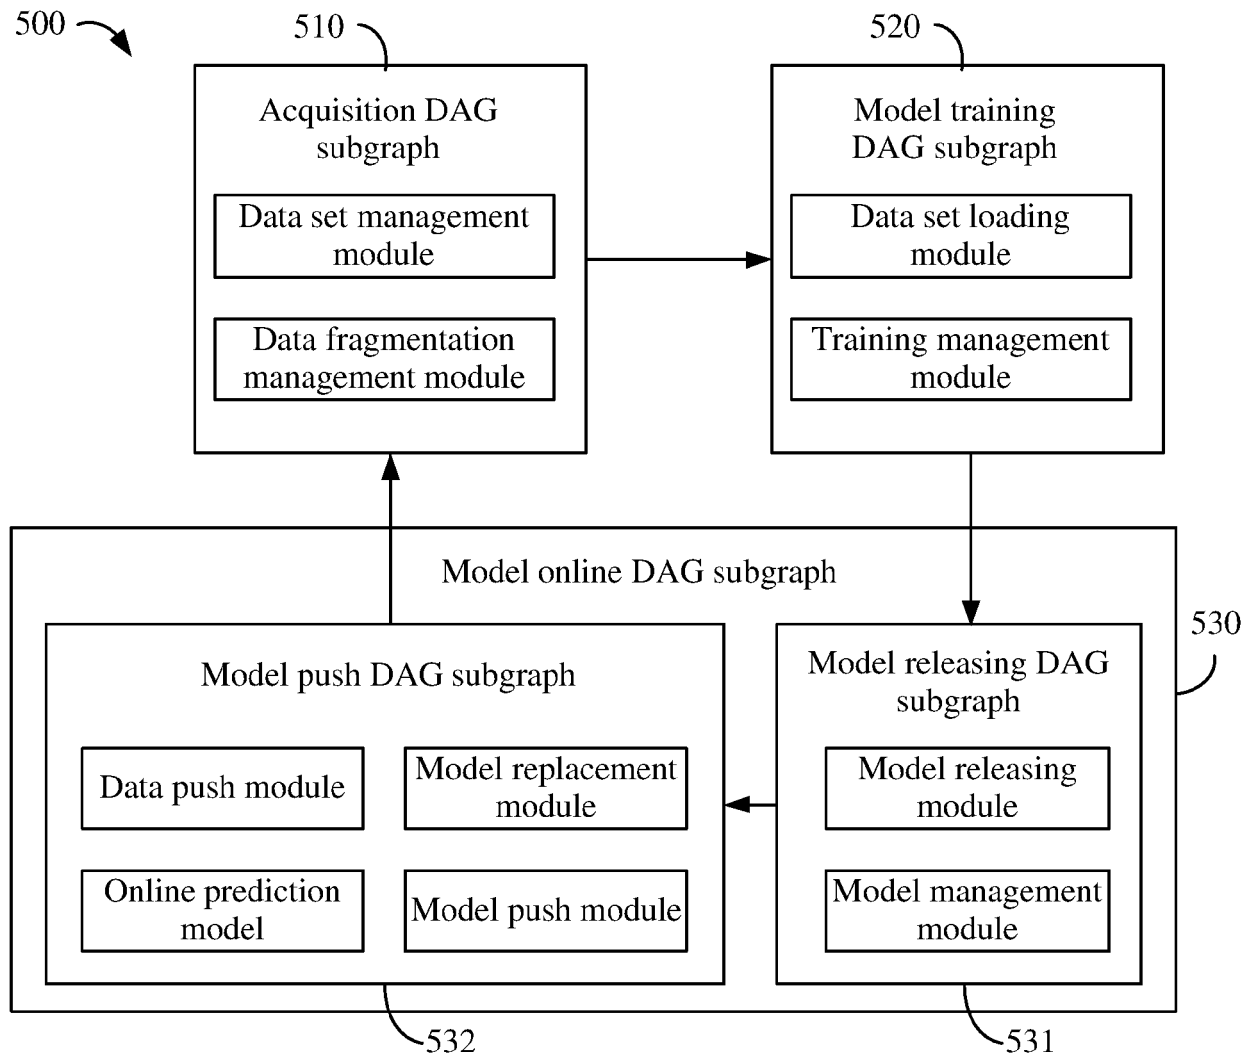 500
510
520
Acquisition DAG
subgraph
Data set management
module
Data fragmentation
management module
Model training
DAG subgraph
Data set loading
module
Training management
module
Model online DAG subgraph
530
Model push DAG subgraph
Data push module
Model replacement
module
Online prediction
model
Model push module
Model releasing DAG
subgraph
Model releasing
module
Model management
module
532
531